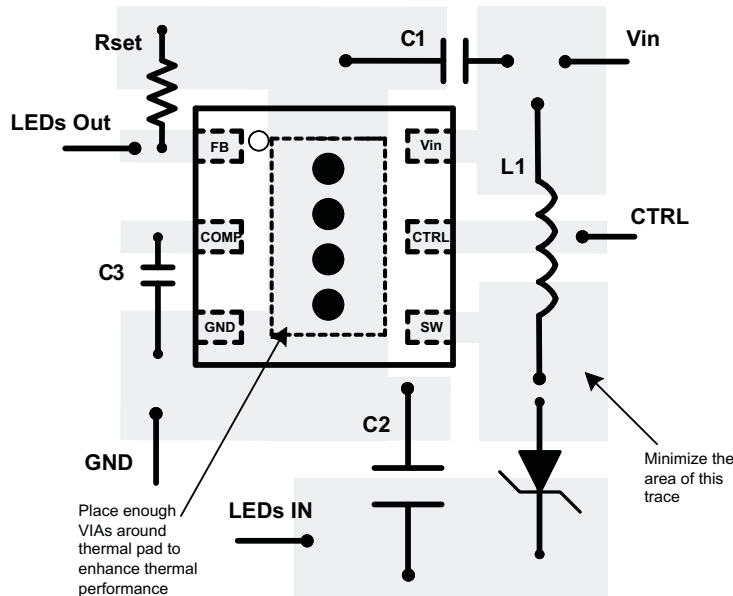 Rset
C1
Vin
LEDs Out
FB
Vin
L1
COMP
CTRL
CTRL
C3
GND
SW
C2
GND
Minimize the
area of this
trace
Place enough
VIAs around
thermal pad to
enhance thermal
performance
LEDs IN